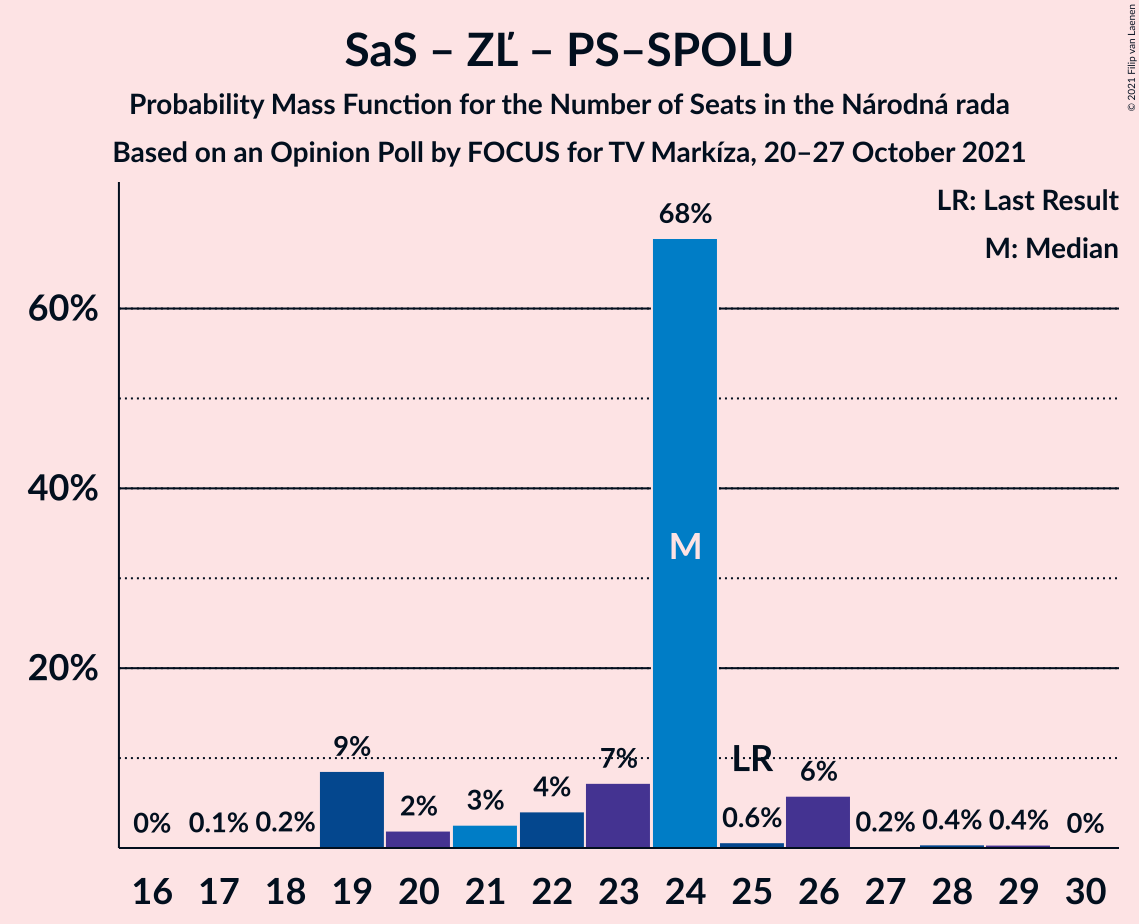 SaS – ZĽ – PS–SPOLU
Probability Mass Function for the Number of Seats in the Národná rada
Based on an Opinion Poll by FOCUS for TV Markíza, 20–27 October 2021
© 2021 Filip van Laenen
LR: Last Result
M: Median
60%
40%
20%
0% 0.1% 0.2% 9% 2% 3% 4% 7% 68% 0.6% 6% 0.2% 0.4% 0.4% 0%
M
LR
16 17 18 19 20 21 22 23 24 25 26 27 28 29 30